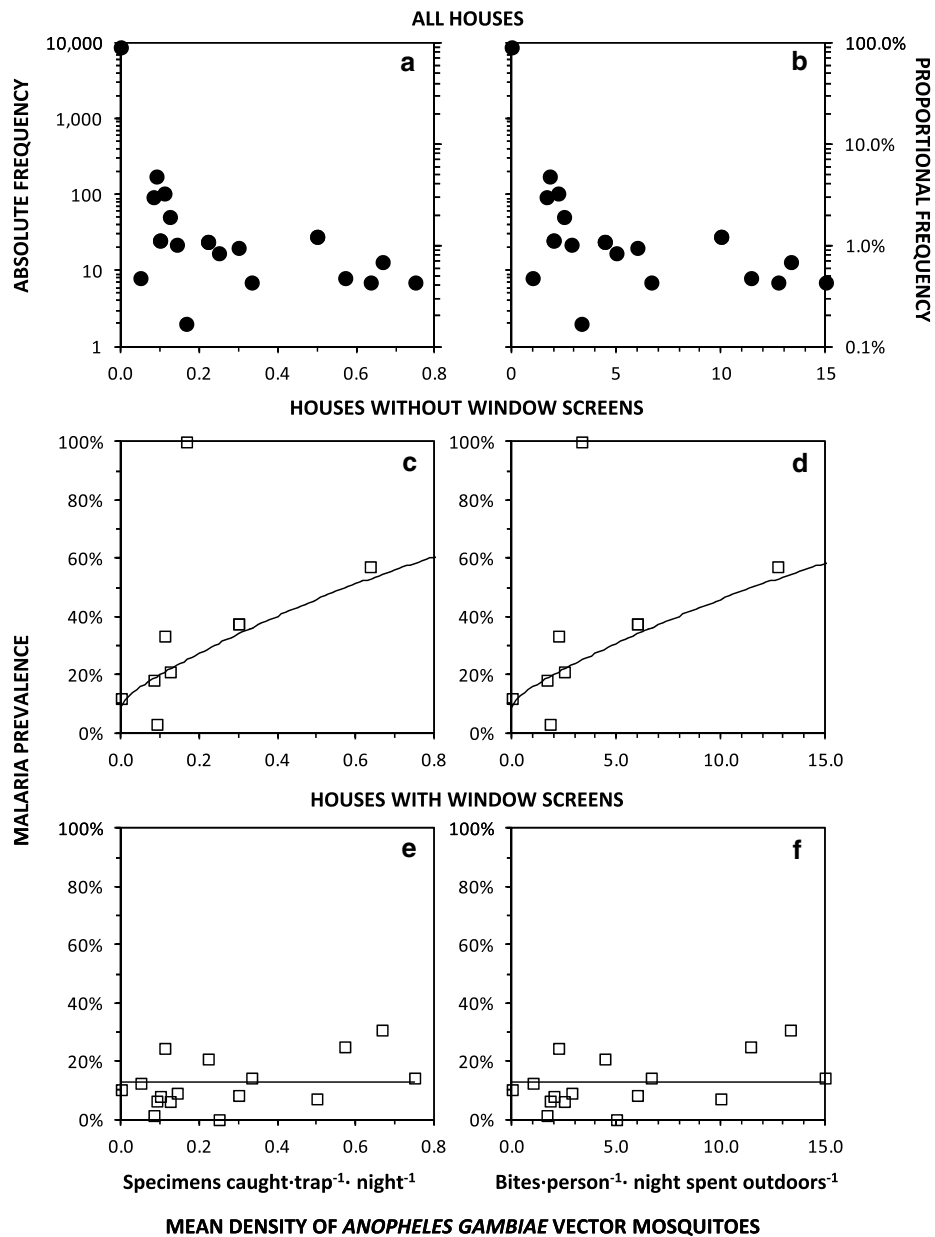 ALL HOUSES
a
b
ABSOLUTE FREQUENCY
10,000
1,000
100
10
1
0.0 0.2 0.4 0.6 0.8
0 5 10 15
100.0%
10.0%
1.0%
0.1%
PROPORTIONAL FREQUENCY
HOUSES WITHOUT WINDOW SCREENS
c
d
MALARIA PREVALENCE
100%
80%
60%
40%
20%
0%
0.0 0.2 0.4 0.6 0.8
100%
80%
60%
40%
20%
0%
0.0 5.0 10.0 15.0
HOUSES WITH WINDOW SCREENS
e
f
100%
80%
60%
40%
20%
0%
0.0 0.2 0.4 0.6 0.8
100%
80%
60%
40%
20%
0%
0.0 5.0 10.0 15.0
Specimens caught·trap⁻¹· night⁻¹
Bites·person⁻¹· night spent outdoors⁻¹
MEAN DENSITY OF ANOPHELES GAMBIAE VECTOR MOSQUITOES